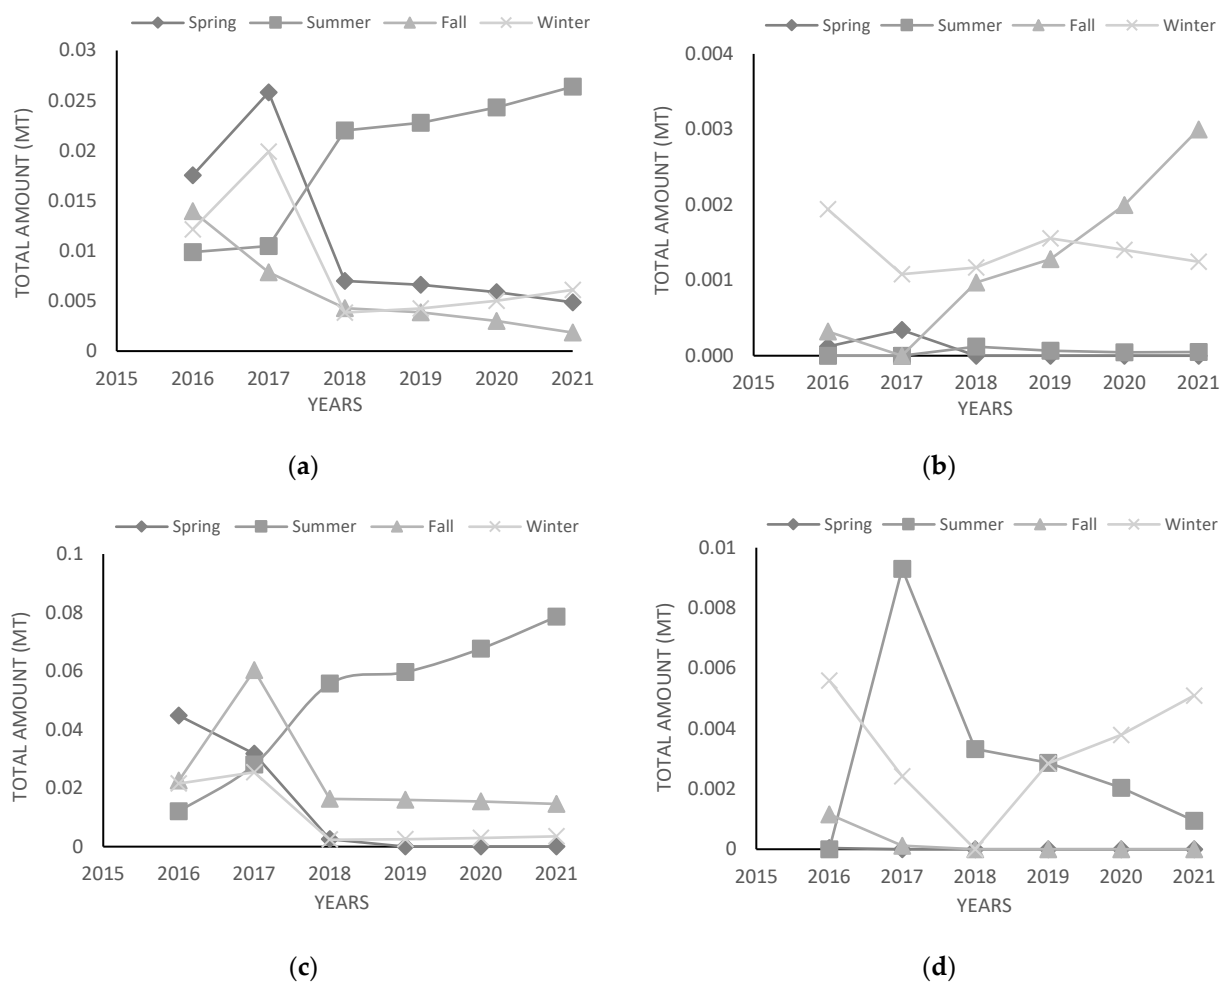 Spring Summer Fall Winter
0.03
0.025
0.02
0.015
0.01
0.005
0
TOTAL AMOUNT (MT)
2015 2016 2017 2018 2019 2020 2021
YEARS
(a)
Spring Summer Fall Winter
0.004
0.003
0.002
0.001
0.000
TOTAL AMOUNT (MT)
2015 2016 2017 2018 2019 2020 2021
YEARS
(b)
Spring Summer Fall Winter
0.1
0.08
0.06
0.04
0.02
0
TOTAL AMOUNT (MT)
2015 2016 2017 2018 2019 2020 2021
YEARS
(c)
Spring Summer Fall Winter
0.01
0.008
0.006
0.004
0.002
0
TOTAL AMOUNT (MT)
2015 2016 2017 2018 2019 2020 2021
YEARS
(d)